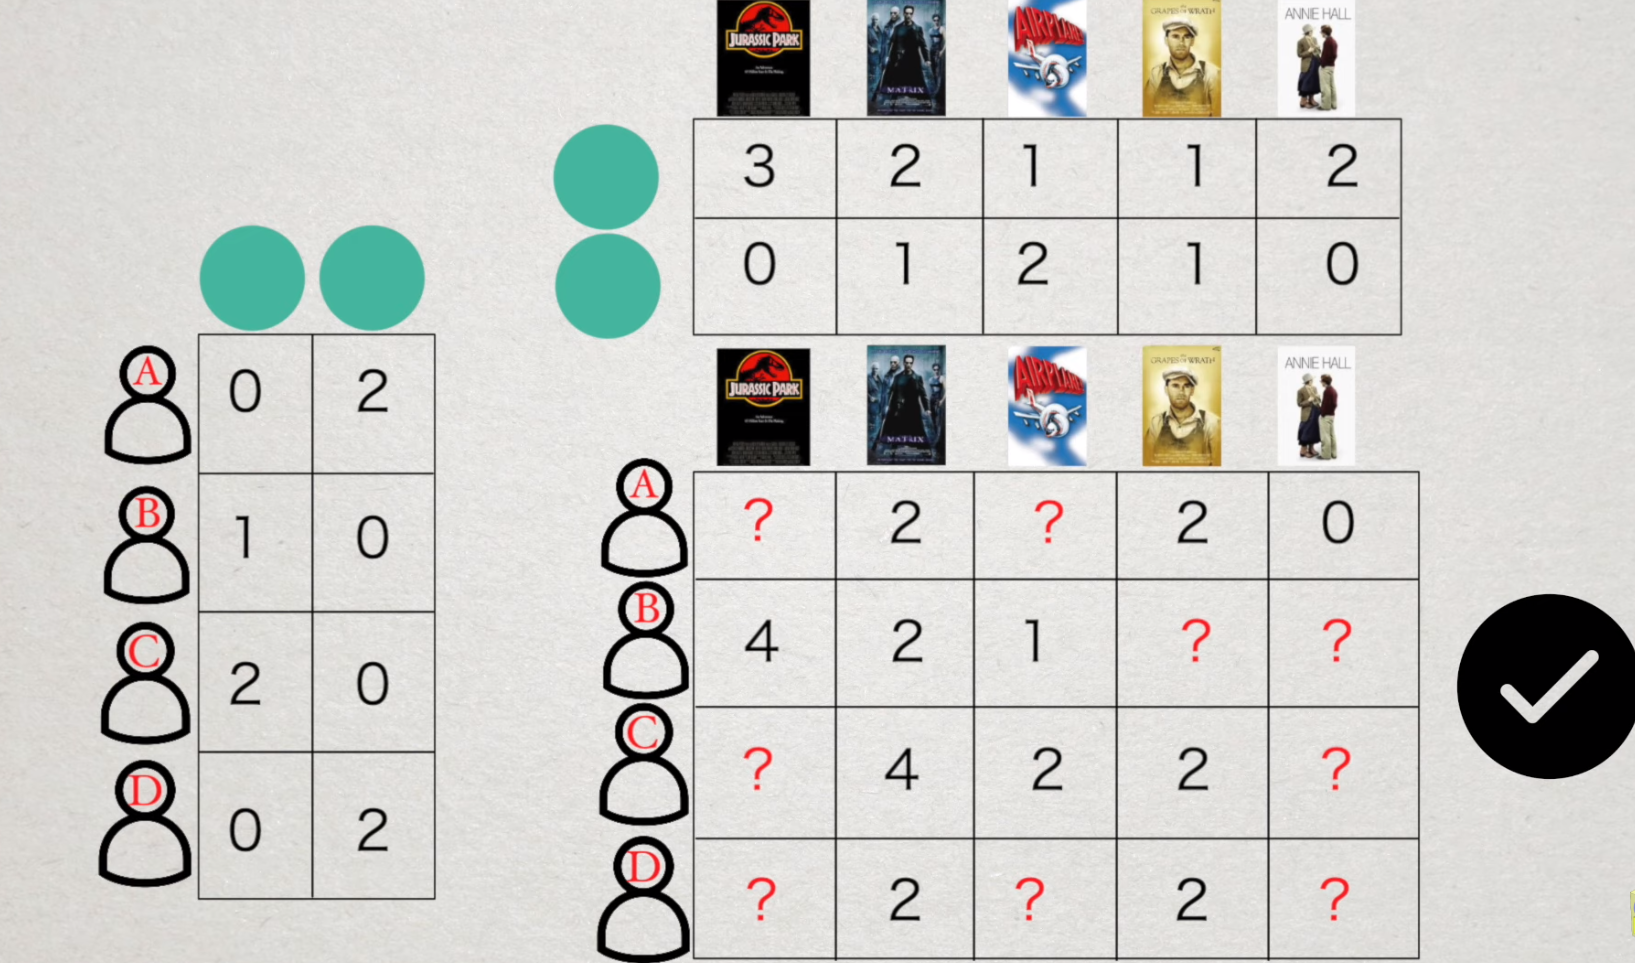 JURASSIC PARK
MATRIX
AIRPLANE
GRAPES OF WRATH
ANNIE HALL
3 2 1 1 2
0 1 2 1 0
A 0 2
B 1 0
C 2 0
D 0 2
JURASSIC PARK
MATRIX
AIRPLANE
GRAPES OF WRATH
ANNIE HALL
A ? 2 ? 2 0
B 4 2 1 ? ?
C ? 4 2 2 ?
D ? 2 ? 2 ?